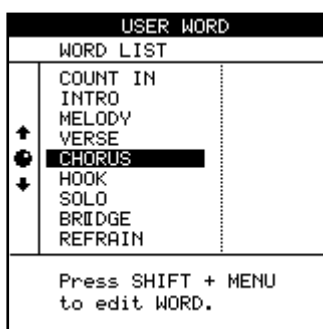 USER WORD
WORD LIST
COUNT IN
INTRO
MELODY
VERSE
CHORUS
HOOK
SOLO
BRIDGE
REFRAIN
Press SHIFT + MENU
to edit WORD.